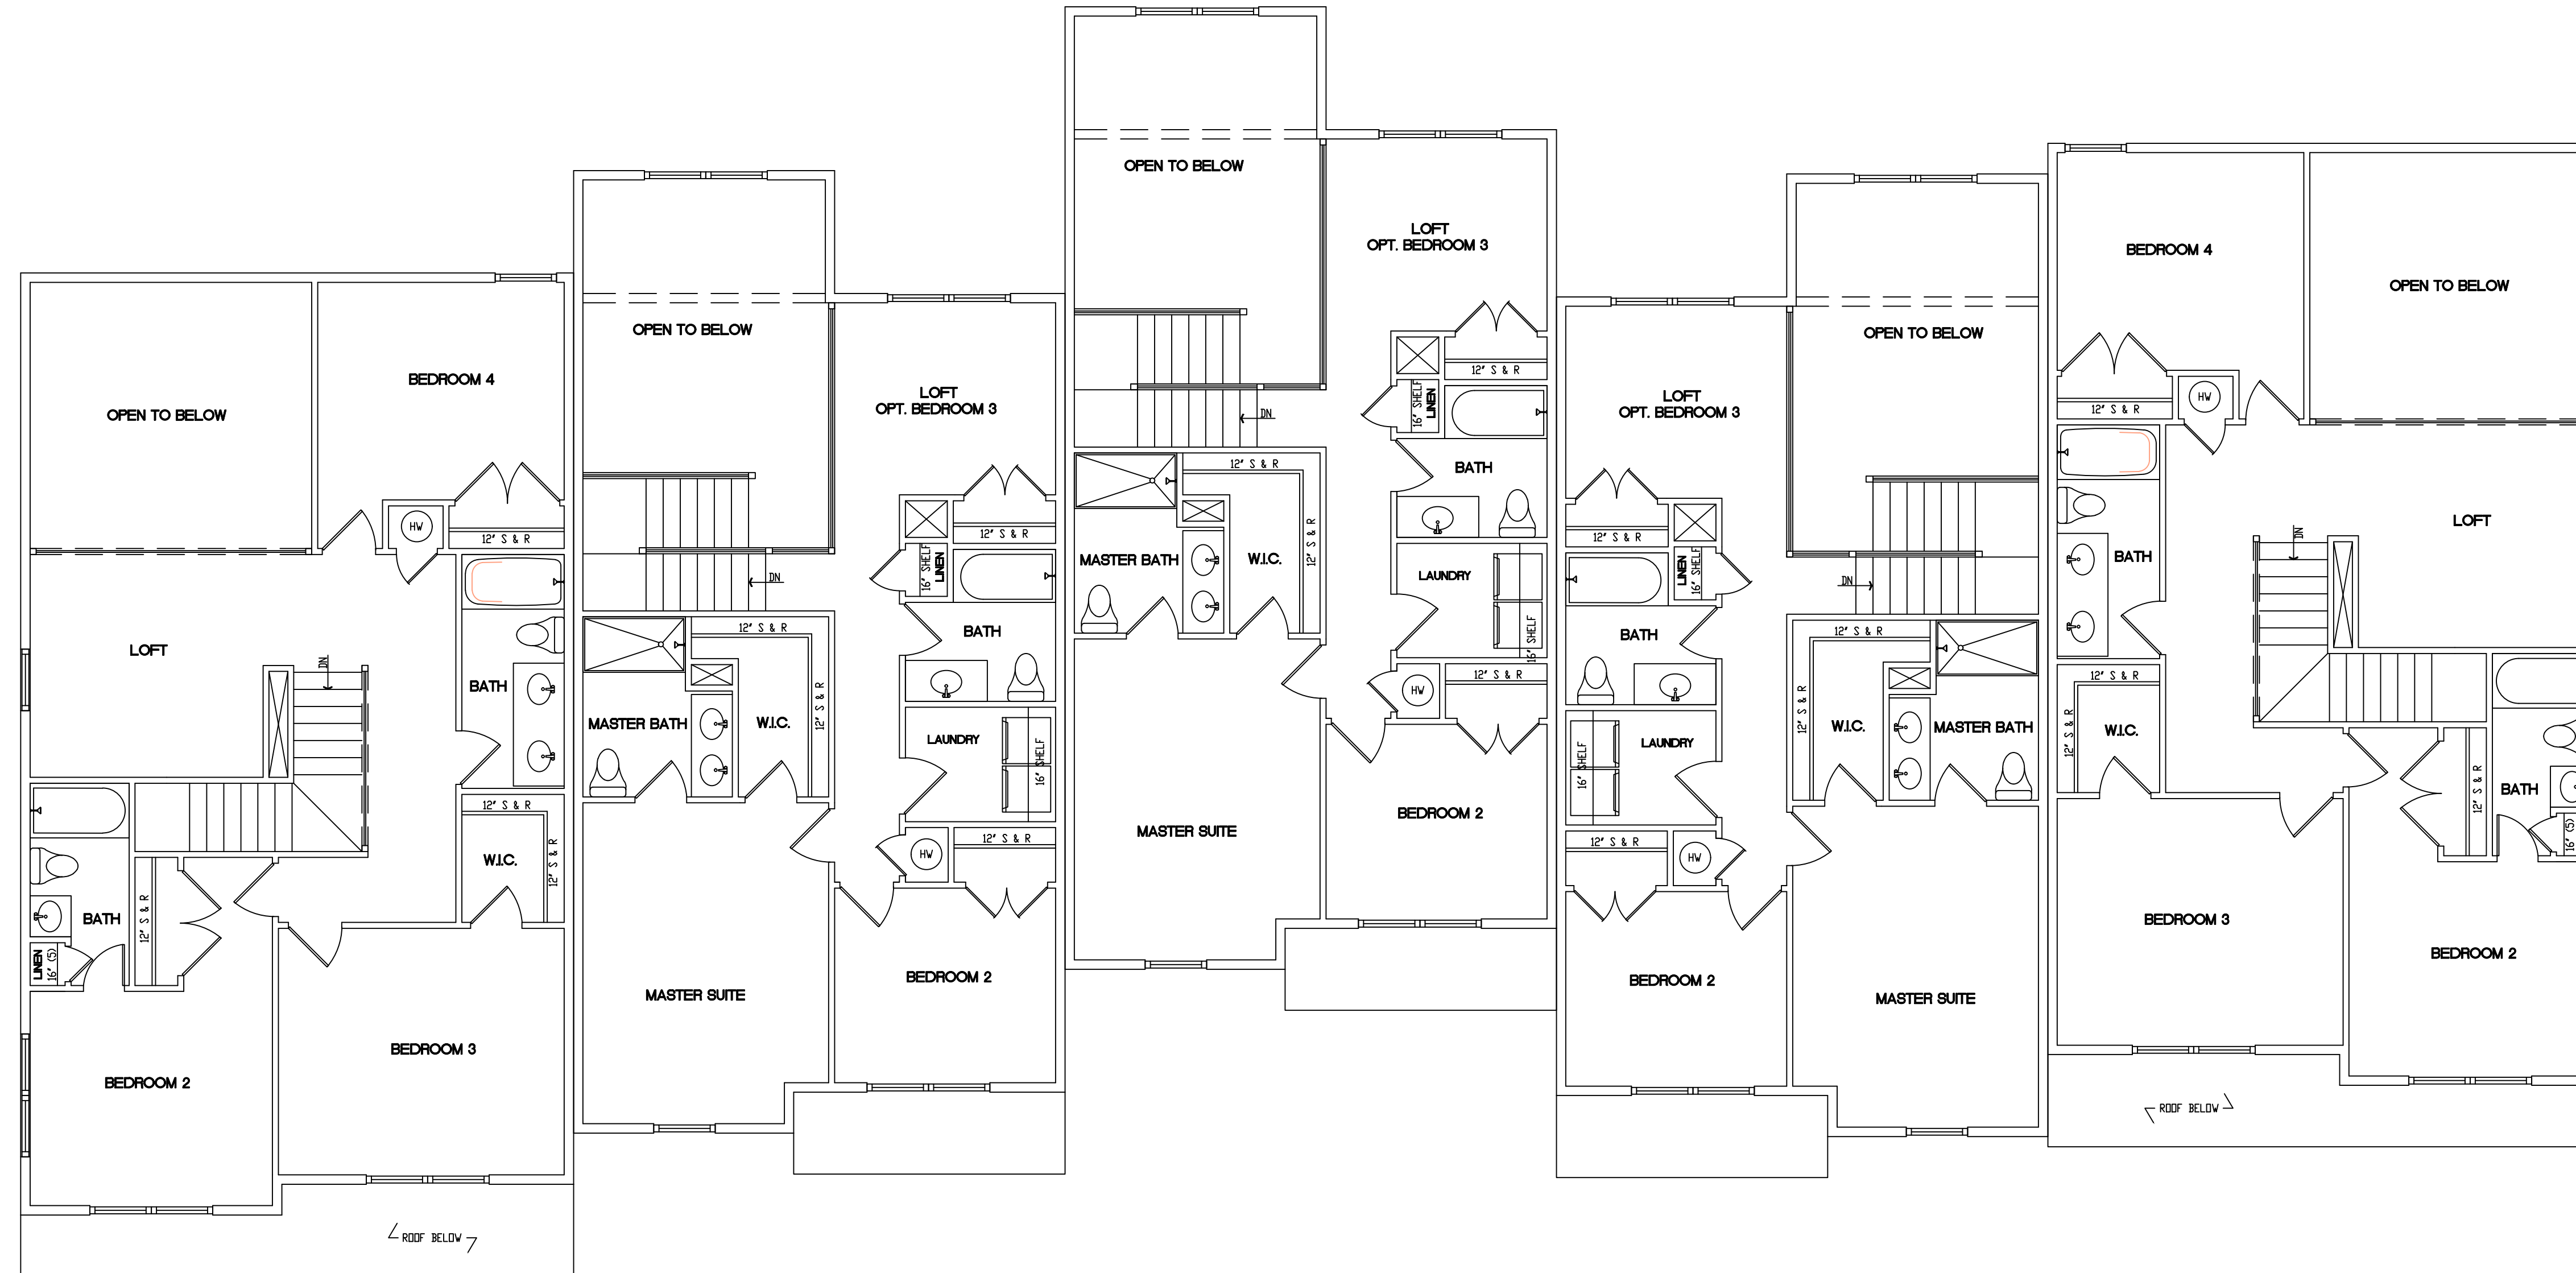 OPEN TO BELOW
BEDROOM 4
HW
12" S & R
LOFT
DN
BATH
12" S & R
W.I.C.
12" S & R
BATH
12" S & R
LINEN
16" (5)
BEDROOM 2
BEDROOM 3
ROOF BELOW
OPEN TO BELOW
LOFT
OPT. BEDROOM 3
12" S & R
16" SHELF
LINEN
DN
BATH
12" S & R
12" S & R
MASTER BATH
W.I.C.
LAUNDRY
16" SHELF
HW
12" S & R
MASTER SUITE
BEDROOM 2
OPEN TO BELOW
LOFT
OPT. BEDROOM 3
12" S & R
16" SHELF
LINEN
DN
BATH
12" S & R
12" S & R
MASTER BATH
W.I.C.
LAUNDRY
16" SHELF
HW
12" S & R
MASTER SUITE
BEDROOM 2
OPEN TO BELOW
LOFT
OPT. BEDROOM 3
12" S & R
LINEN
16" SHELF
DN
BATH
12" S & R
12" S & R
W.I.C.
MASTER BATH
LAUNDRY
16" SHELF
12" S & R
HW
BEDROOM 2
MASTER SUITE
BEDROOM 4
OPEN TO BELOW
HW
12" S & R
LOFT
DN
BATH
12" S & R
12" S & R
W.I.C.
12" S & R
BATH
16" (5)
BEDROOM 3
BEDROOM 2
ROOF BELOW